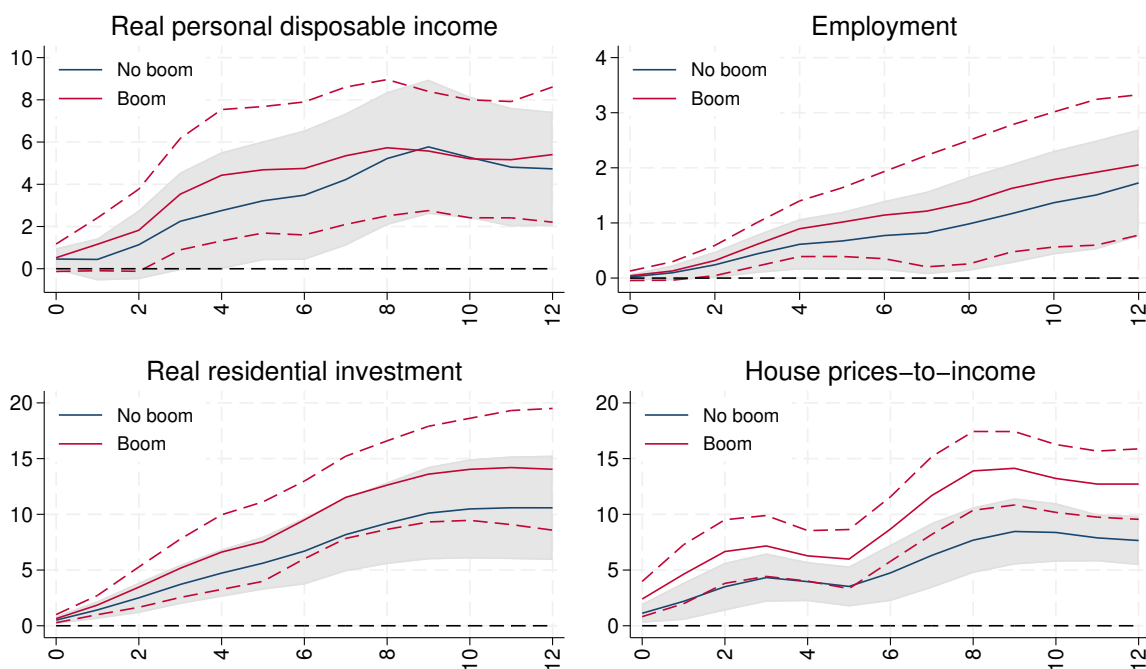 Real personal disposable income
10
8
6
4
2
0
No boom
Boom
0 2 4 6 8 10 12
Employment
4
3
2
1
0
No boom
Boom
0 2 4 6 8 10 12
Real residential investment
20
15
10
5
0
No boom
Boom
0 2 4 6 8 10 12
House prices−to−income
20
15
10
5
0
No boom
Boom
0 2 4 6 8 10 12